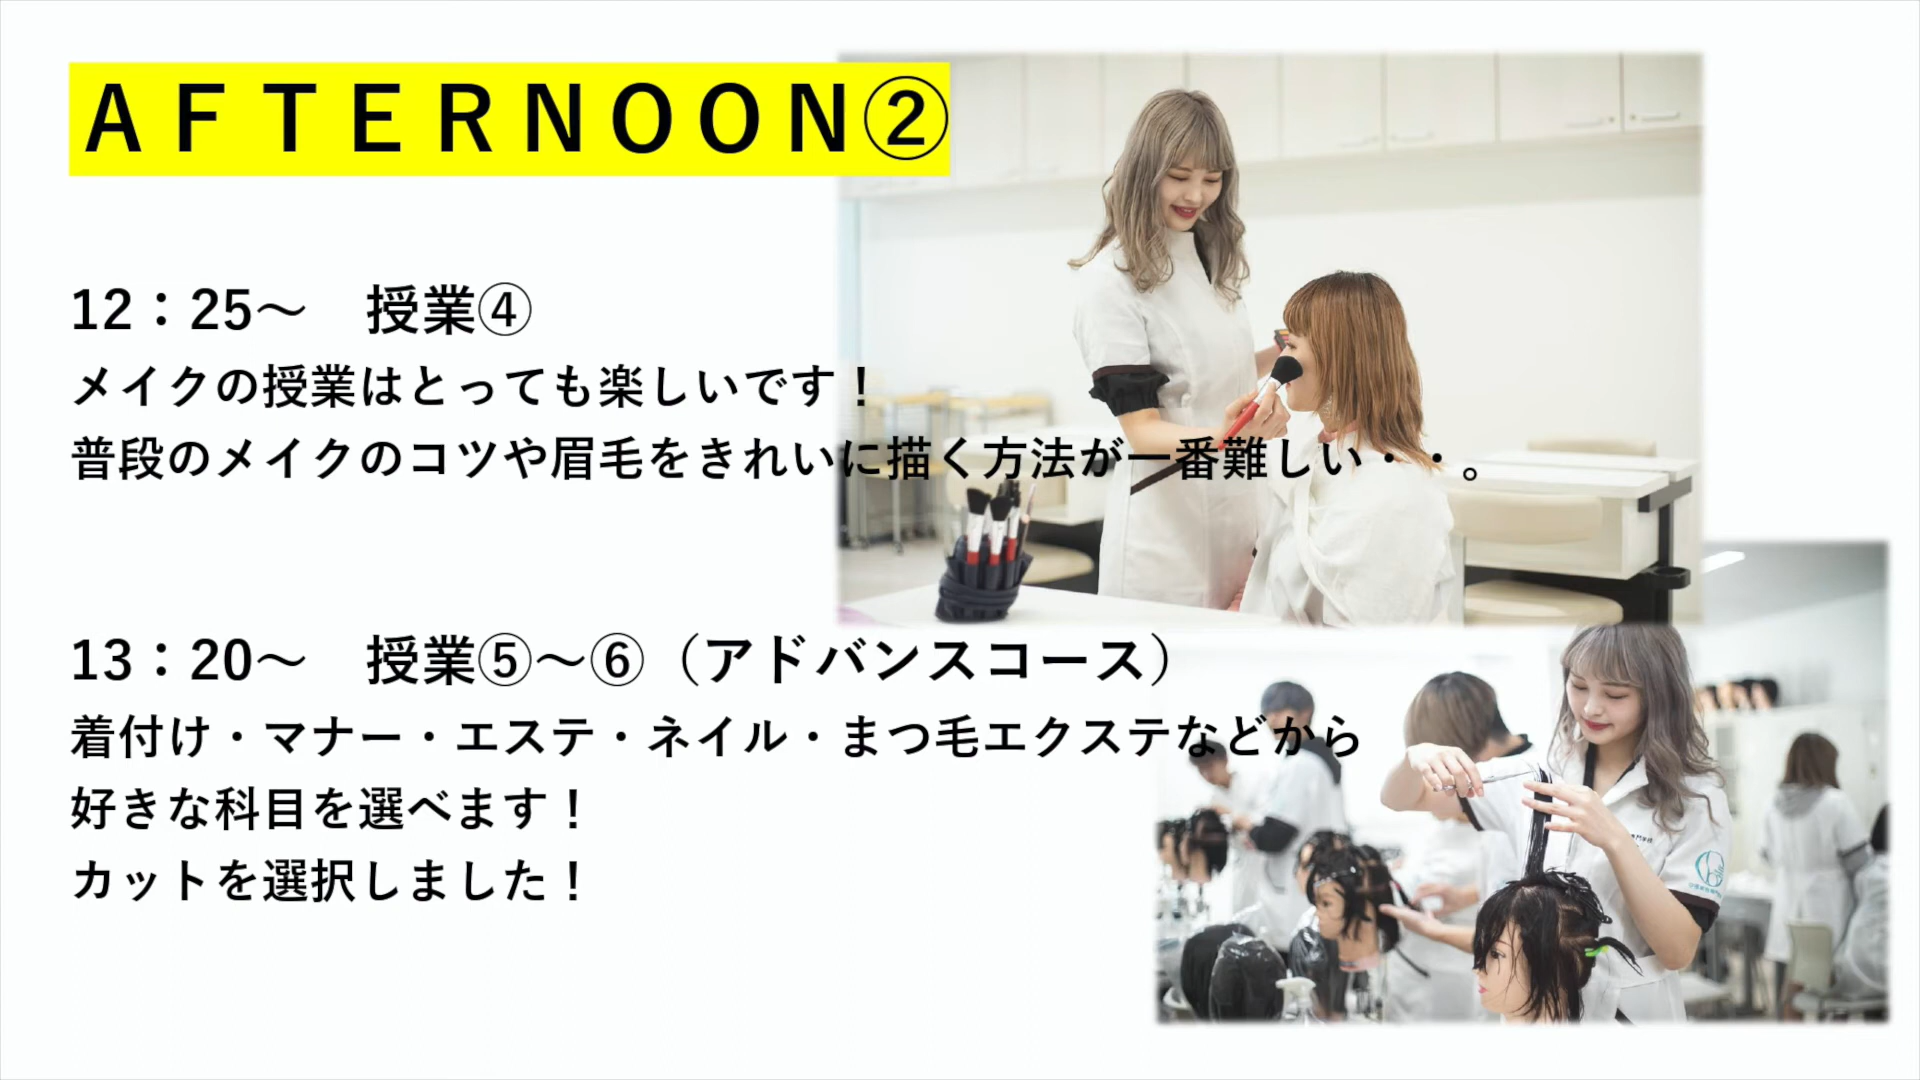 ＡＦＴＥＲＮＯＯＮ②
12：25～　授業④
メイクの授業はとっても楽しいです！
普段のメイクのコツや眉毛をきれいに描く方法が一番難しい・・。
13：20～　授業⑤～⑥（アドバンスコース）
着付け・マナー・エステ・ネイル・まつ毛エクステなどから
好きな科目を選べます！
カットを選択しました！